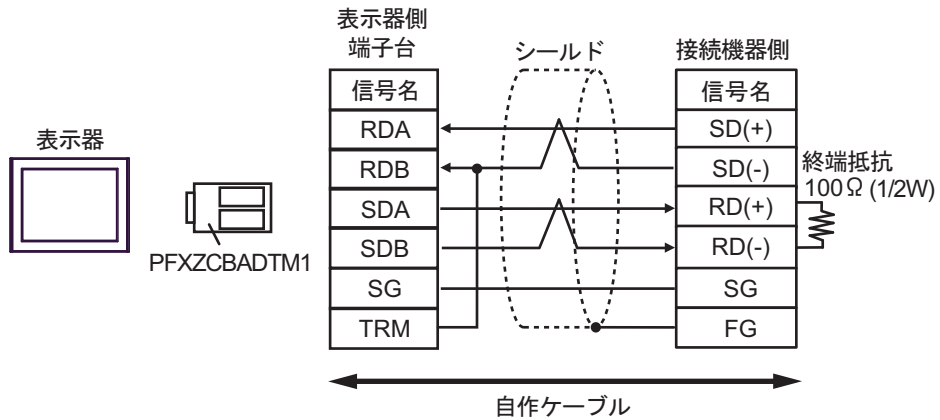 表示器側
端子台
シールド
接続機器側
信号名
信号名
RDA
SD(+)
表示器
RDB
SD(-)
終端抵抗
100Ω (1/2W)
SDA
RD(+)
SDB
RD(-)
PFXZCBADTM1
SG
SG
TRM
FG
自作ケーブル